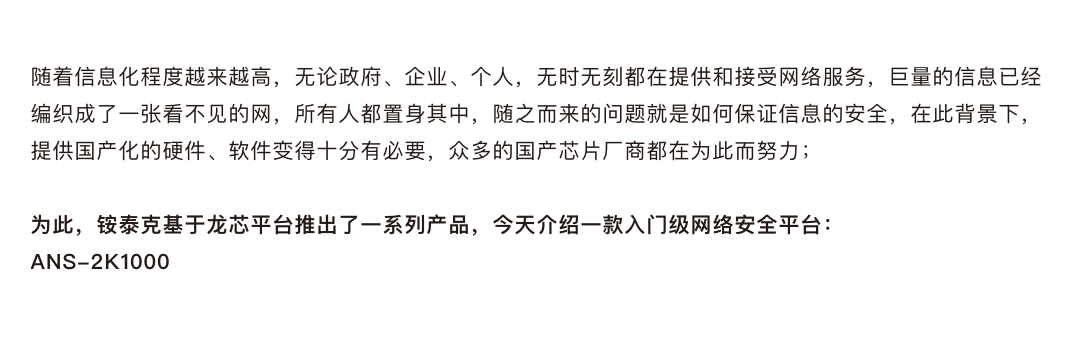 随着信息化程度越来越高，无论政府、企业、个人，无时无刻都在提供和接受网络服务，巨量的信息已经
编织成了一张看不见的网，所有人都置身其中，随之而来的问题就是如何保证信息的安全，在此背景下，
提供国产化的硬件、软件变得十分有必要，众多的国产芯片厂商都在为此而努力；
为此，铵泰克基于龙芯平台推出了一系列产品，今天介绍一款入门级网络安全平台：
ANS-2K1000